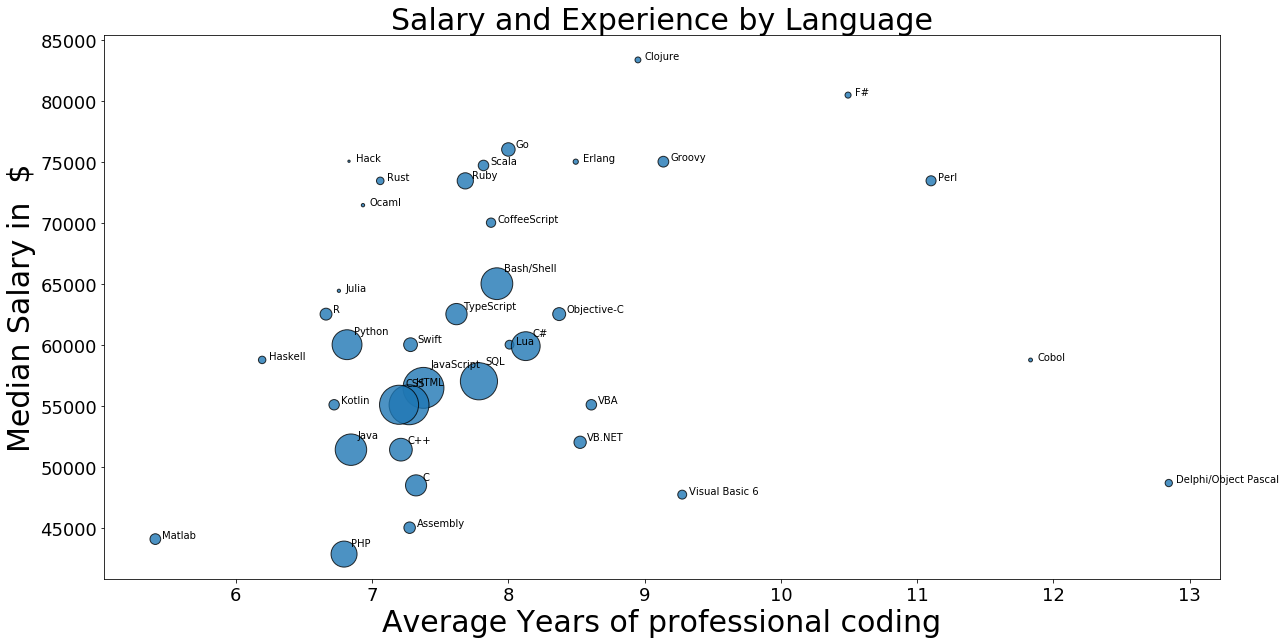 Salary and Experience by Language
85000
Clojure
80000
F#
Go
75000
Hack
Scala
Erlang
Groovy
Rust
Ruby
Perl
Ocaml
70000
CoffeeScript
65000
Bash/Shell
Julia
R
TypeScript
Objective-C
Python
C#
60000
Swift
Lua
Haskell
Cobol
JavaScript
SQL
CSS
HTML
55000
Kotlin
VBA
Java
C++
VB.NET
50000
C
Visual Basic 6
Delphi/Object Pascal
45000
Assembly
Matlab
PHP
Median Salary in $
6 7 8 9 10 11 12 13
Average Years of professional coding